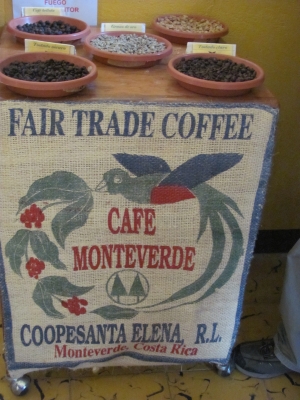 FUEGO
FAIR TRADE COFFEE
CAFE
MONTEVERDE
COOPESANTA ELENA, R.L.
Monteverde, Costa Rica